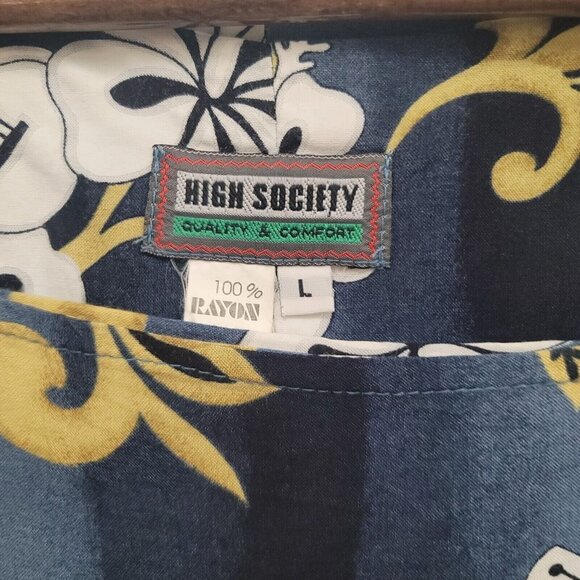 HIGH SOCIETY
QUALITY & COMFORT
100%
RAYON
L